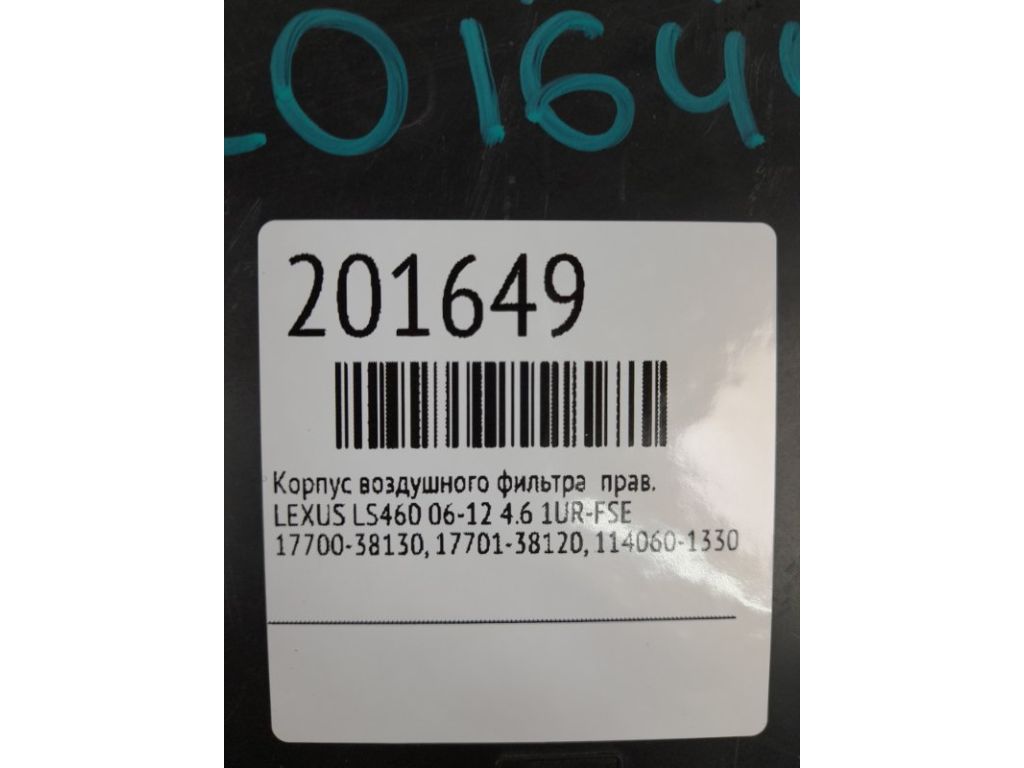 201649
Корпус воздушного фильтра прав.
LEXUS LS460 06-12 4.6 1UR-FSE
17700-38130, 17701-38120, 114060-1330